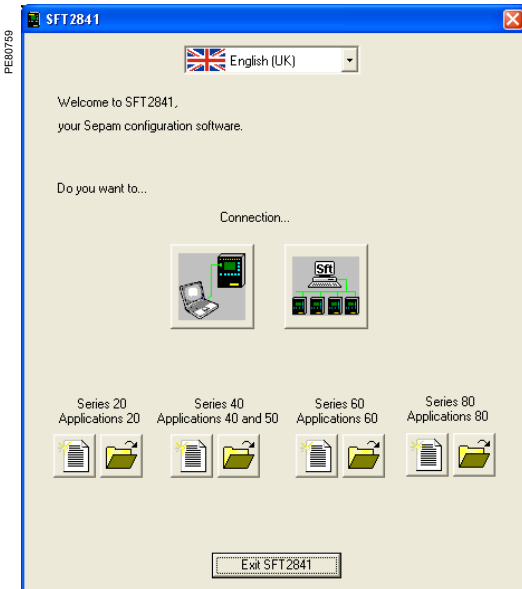 PE80759
SFT2841
English (UK)
Welcome to SFT2841,
your Sepam configuration software.
Do you want to...
Connection...
Sft
Series 20
Applications 20
Series 40
Applications 40 and 50
Series 60
Applications 60
Series 80
Applications 80
Exit SFT2841